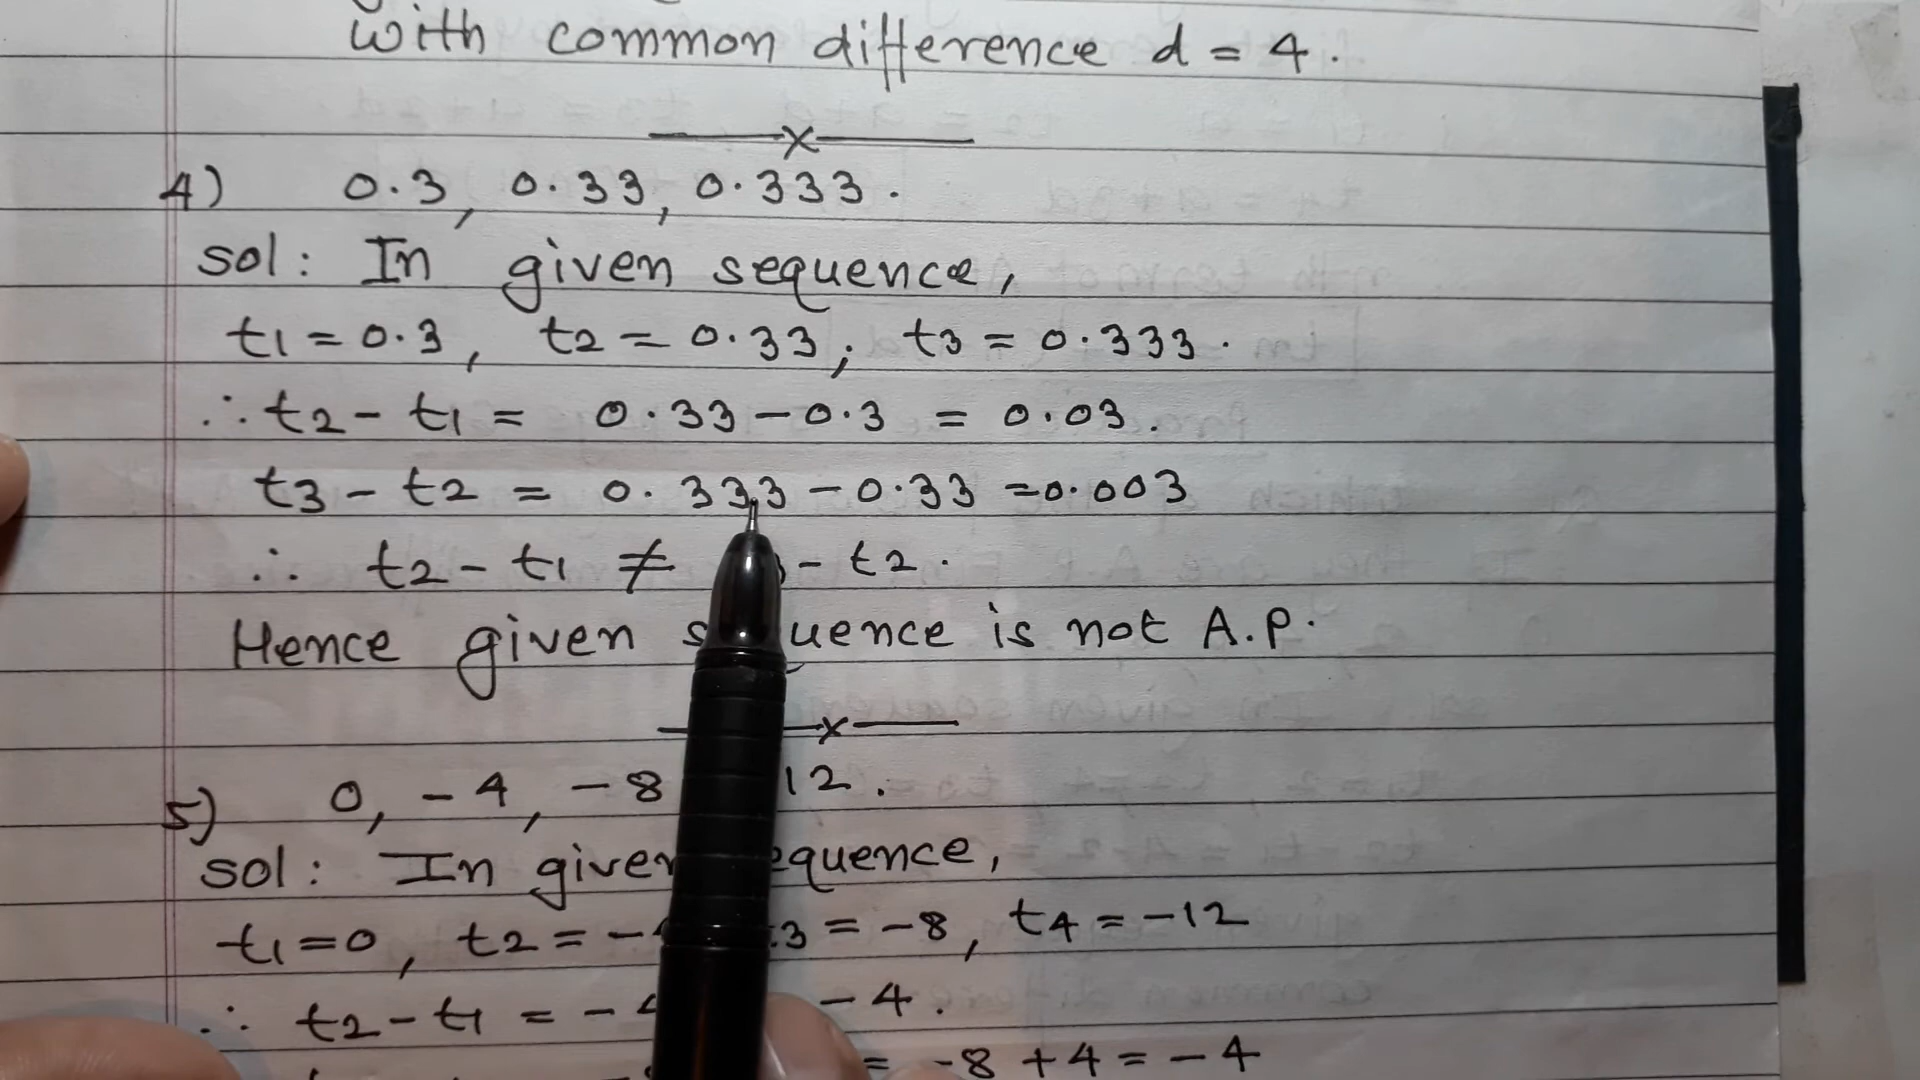 with common difference d = 4.
x
4) 0.3, 0.33, 0.333.
sol: In given sequence,
t1 = 0.3, t2 = 0.33, t3 = 0.333.
∴ t2 - t1 = 0.33 - 0.3 = 0.03.
t3 - t2 = 0.333 - 0.33 = 0.003
∴ t2 - t1 ≠ - t2.
Hence given is not A.P.
x
5) 0, -4, -8 12.
sol: In given
t1 = 0, t2 = - 3 = -8, t4 = -12
∴ t2 - t1 = - -4.
= -8 + 4 = -4